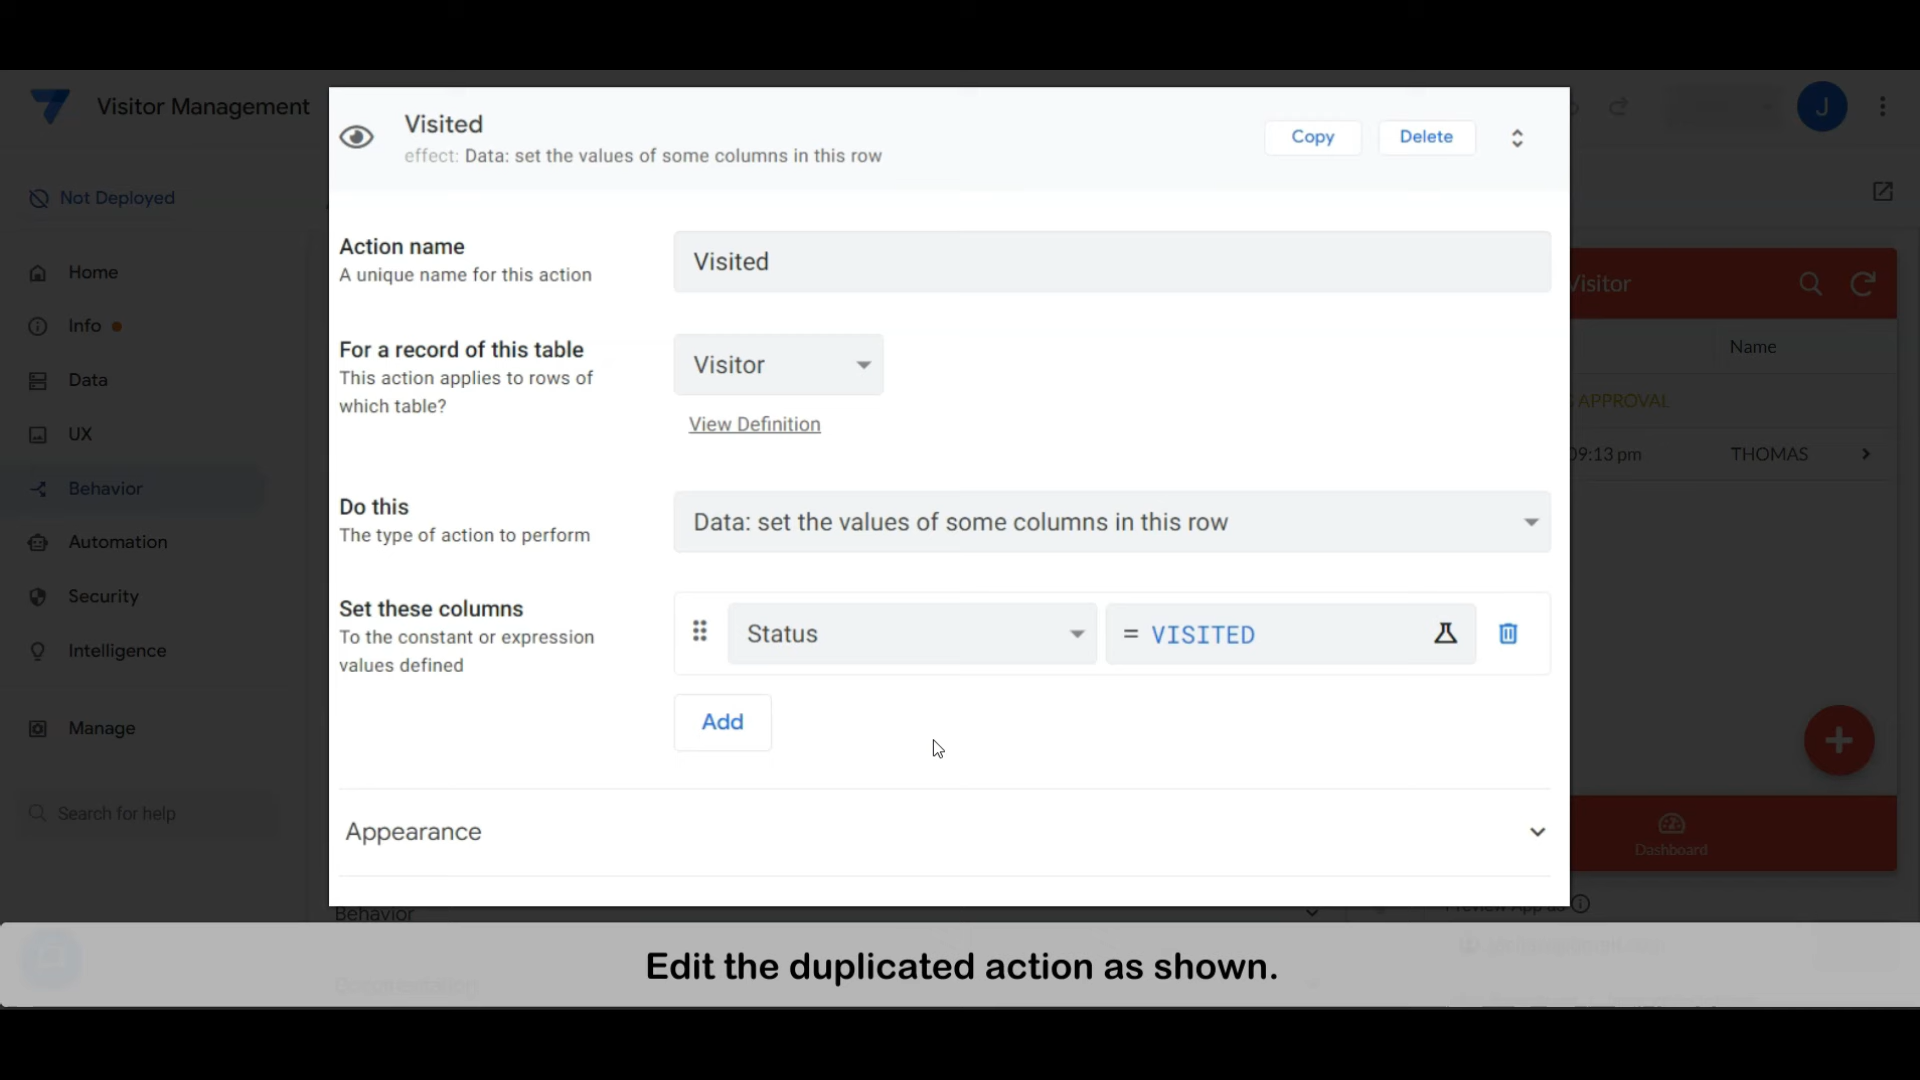 Visitor Management
Visited
effect: Data: set the values of some columns in this row
Copy
Delete
J
Not Deployed
Home
Info
Data
UX
Behavior
Automation
Security
Intelligence
Manage
Search for help
Action name
A unique name for this action
Visited
For a record of this table
This action applies to rows of
which table?
Visitor
View Definition
Do this
The type of action to perform
Data: set the values of some columns in this row
Set these columns
To the constant or expression
values defined
Status
= VISITED
Add
Appearance
Visitor
Name
APPROVAL
09:13 pm
THOMAS
Dashboard
Behavior
Preview App as
Documentation
Edit the duplicated action as shown.